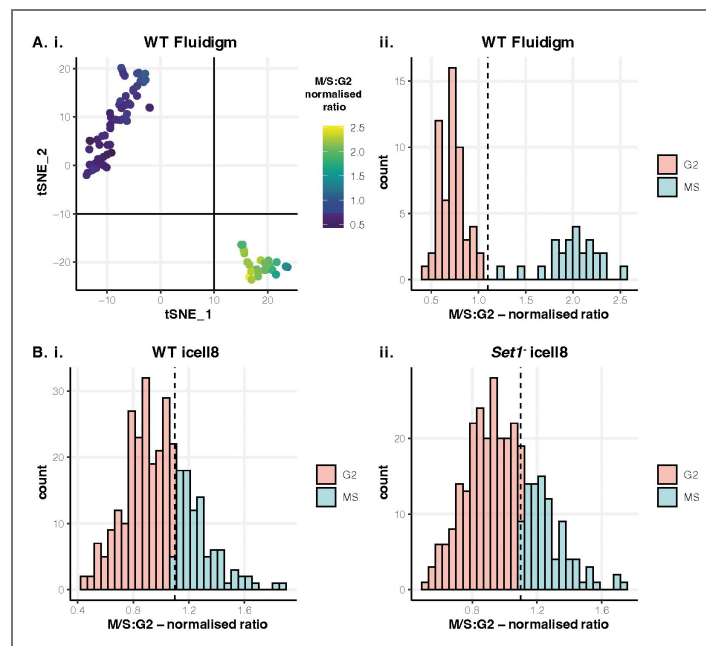 A. i. WT Fluidigm
M/S:G2
normalised
ratio
2.5
2.0
1.5
1.0
0.5
20
10
0
−10
−20
tSNE_2
−10 0 10 20
tSNE_1
ii. WT Fluidigm
15
10
5
0
count
0.5 1.0 1.5 2.0 2.5
M/S:G2 – normalised ratio
G2
MS
B. i. WT icell8
30
20
10
0
count
0.4 0.8 1.2 1.6
M/S:G2 – normalised ratio
G2
MS
ii. Set1- icell8
20
10
0
count
0.8 1.2 1.6
M/S:G2 – normalised ratio
G2
MS